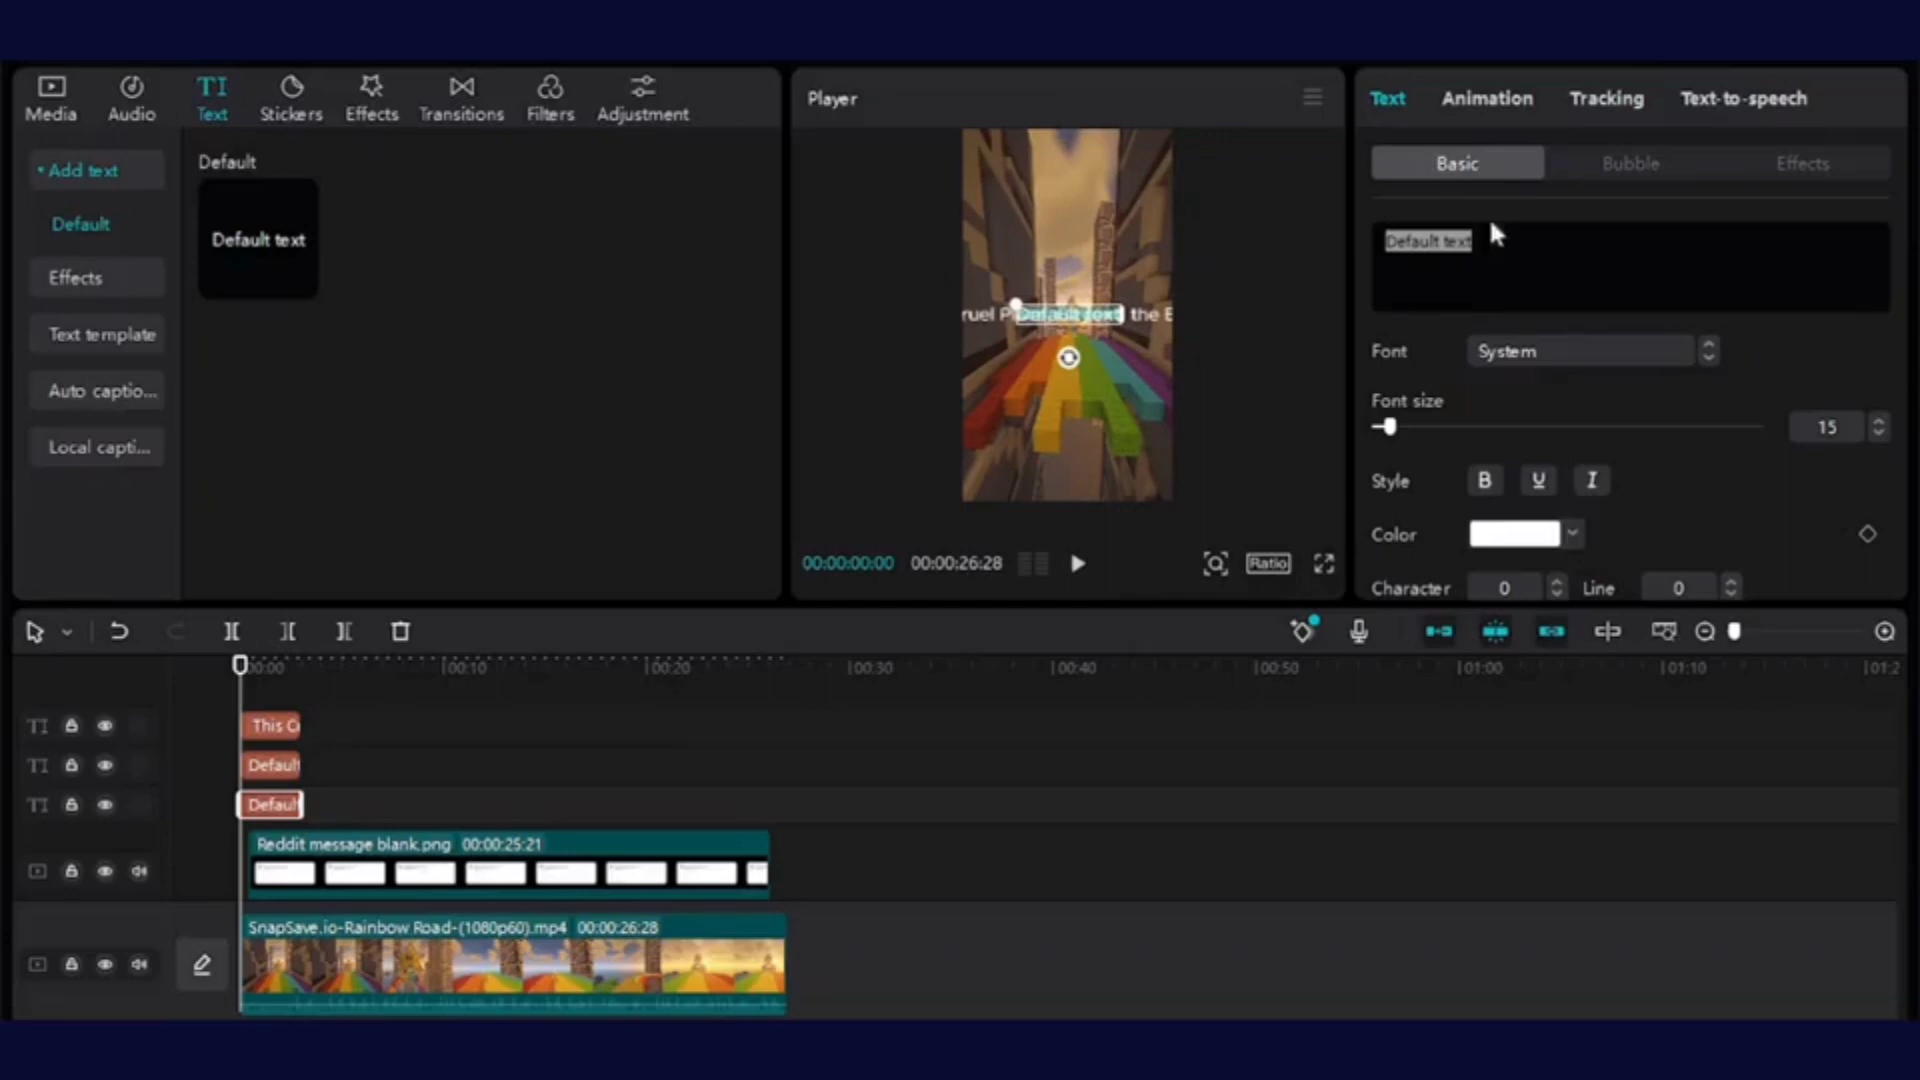 Media Audio TI Text Stickers Effects Transitions Filters Adjustment
Add text
Default
Effects
Text template
Auto captio...
Local capti...
Default
Default text
Player
ruel P Default text the E
00:00:00:00 00:00:26:28 Ratio
Text Animation Tracking Text-to-speech
Basic Bubble Effects
Default text
Font System
Font size
15
Style B U I
Color
Character 0 Line 0
00:00 00:10 00:20 00:30 00:40 00:50 01:00 01:10 01:2
TI This C
TI Default
TI Default
Reddit message blank.png 00:00:25:21
SnapSave.io-Rainbow Road-(1080p60).mp4 00:00:26:28